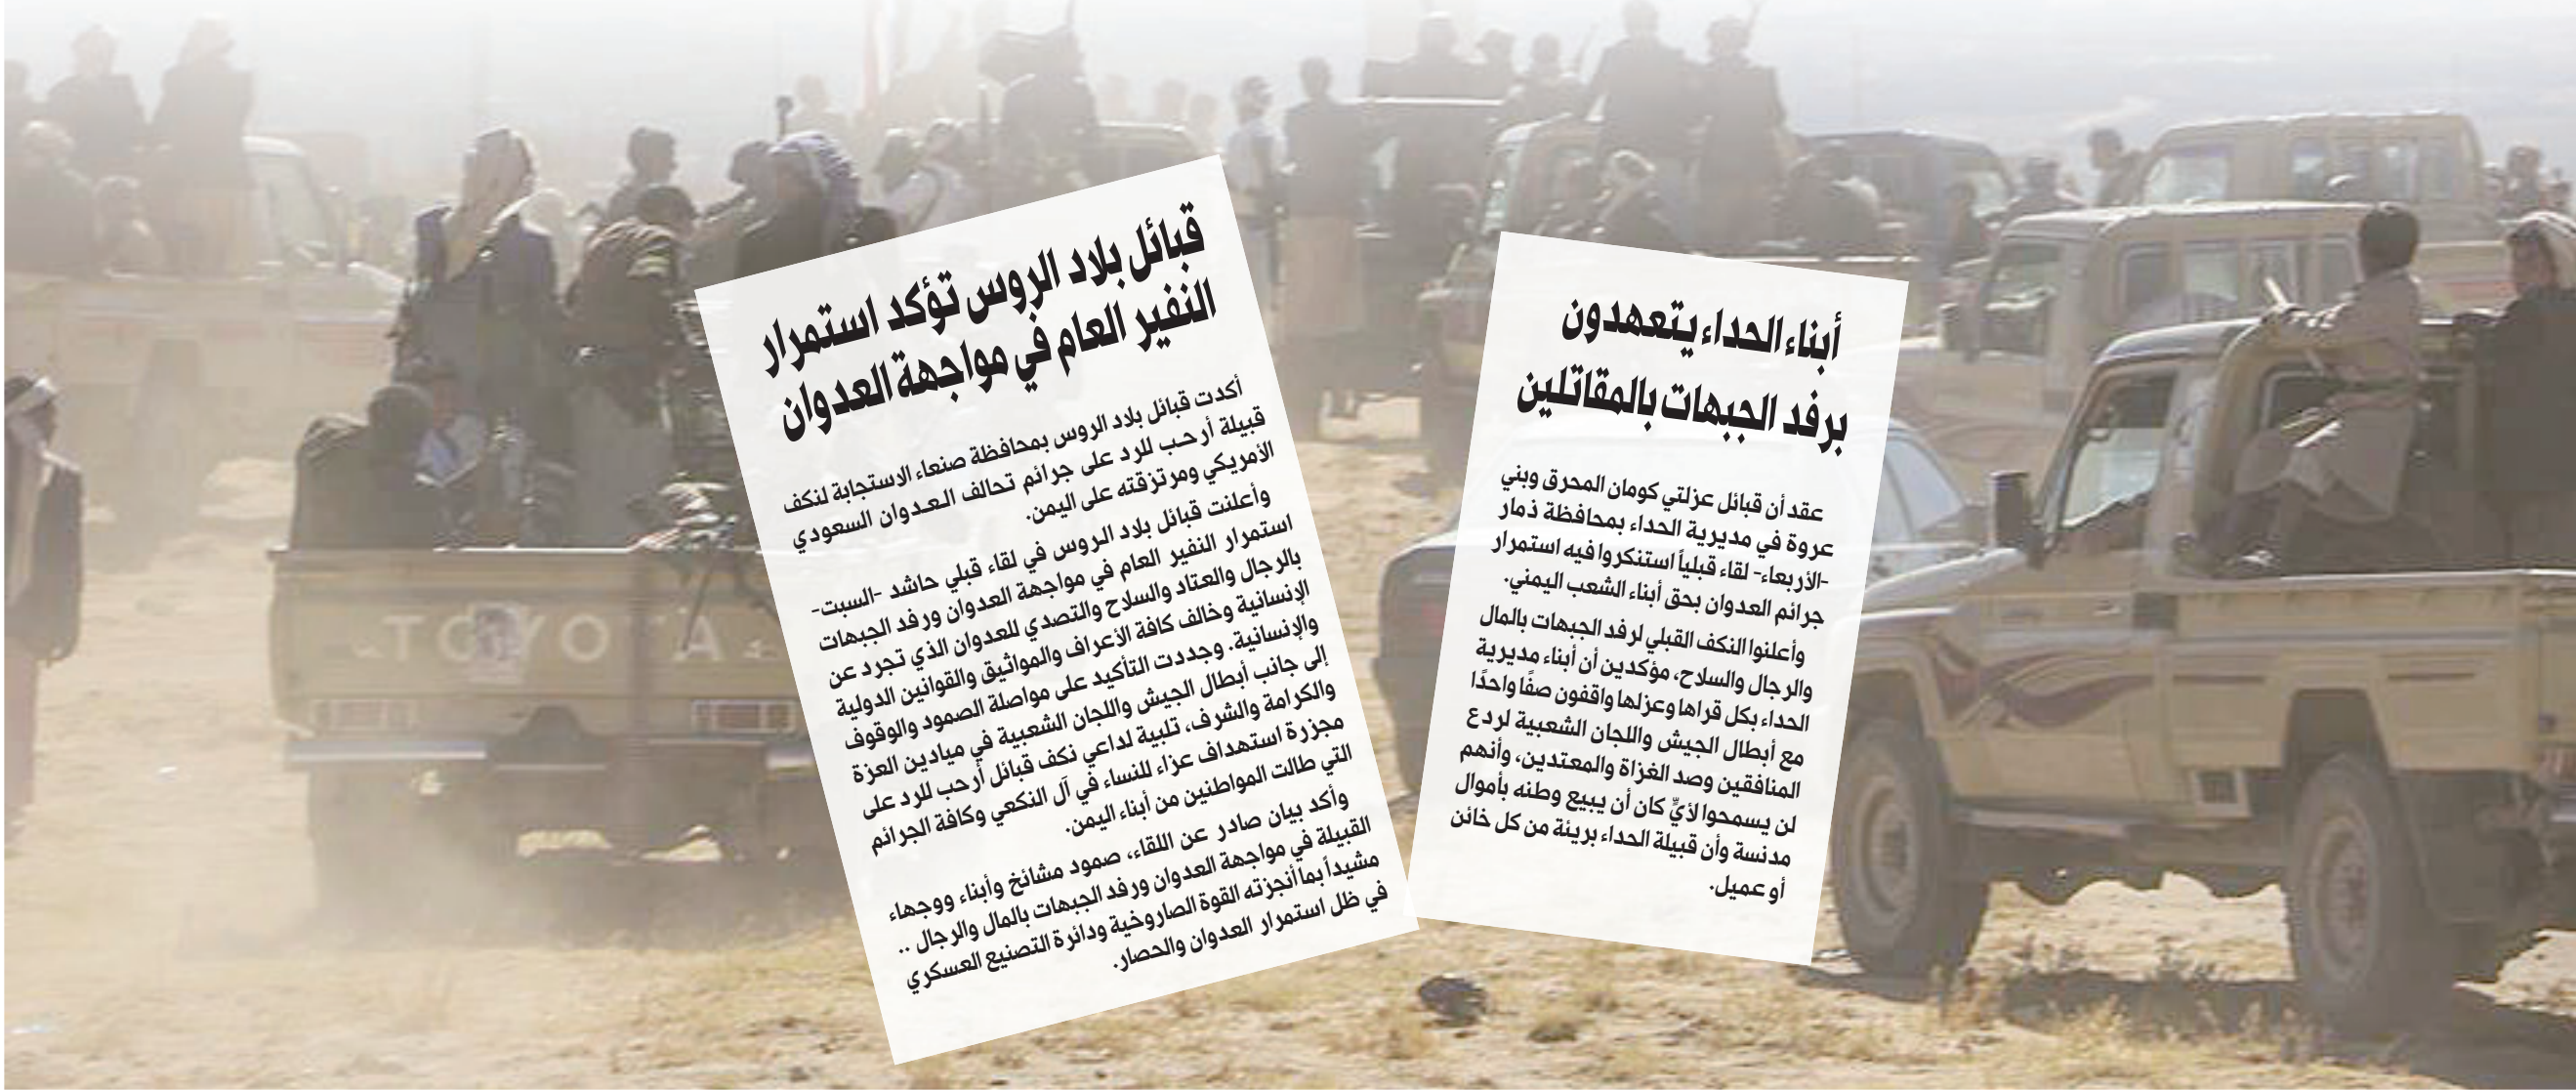 أبناء الحداء يتعهدون
برفد الجبهات بالمقاتلين
عقد أن قبائل عزلتي كومان المحرق وبني
عروة في مديرية الحداء بمحافظة ذمار
-الأربعاء- لقاء قبلياً استنكروا فيه استمرار
جرائم العدوان بحق أبناء الشعب اليمني.
وأعلنوا النكف القبلي لرفد الجبهات بالمال
والرجال والسلاح، مؤكدين أن أبناء مديرية
الحداء بكل قراها وعزلها واقفون صفًا واحدًا
مع أبطال الجيش واللجان الشعبية لردع
المنافقين وصد الغزاة والمعتدين، وأنهم
لن يسمحوا لأيٍّ كان أن يبيع وطنه بأموال
مدنسة وأن قبيلة الحداء بريئة من كل خائن
أو عميل.
قبائل بلاد الروس تؤكد استمرار
النفير العام في مواجهة العدوان
أكدت قبائل بلاد الروس بمحافظة صنعاء الاستجابة لنكف
قبيلة أرحب للرد على جرائم تحالف العدوان السعودي
الأمريكي ومرتزقته على اليمن.
وأعلنت قبائل بلاد الروس في لقاء قبلي حاشد -السبت-
استمرار النفير العام في مواجهة العدوان ورفد الجبهات
بالرجال والعتاد والسلاح والتصدي للعدوان الذي تجرد عن
الإنسانية وخالف كافة الأعراف والمواثيق والقوانين الدولية
والإنسانية. وجددت التأكيد على مواصلة الصمود والوقوف
إلى جانب أبطال الجيش واللجان الشعبية في ميادين العزة
والكرامة والشرف، تلبية لداعي نكف قبائل أرحب للرد على
مجزرة استهداف عزاء للنساء في آل النكعي وكافة الجرائم
التي طالت المواطنين من أبناء اليمن.
وأكد بيان صادر عن اللقاء، صمود مشائخ وأبناء ووجهاء
القبيلة في مواجهة العدوان ورفد الجبهات بالمال والرجال ..
مشيداً بما أنجزته القوة الصاروخية ودائرة التصنيع العسكري
في ظل استمرار العدوان والحصار.
TOYOTA